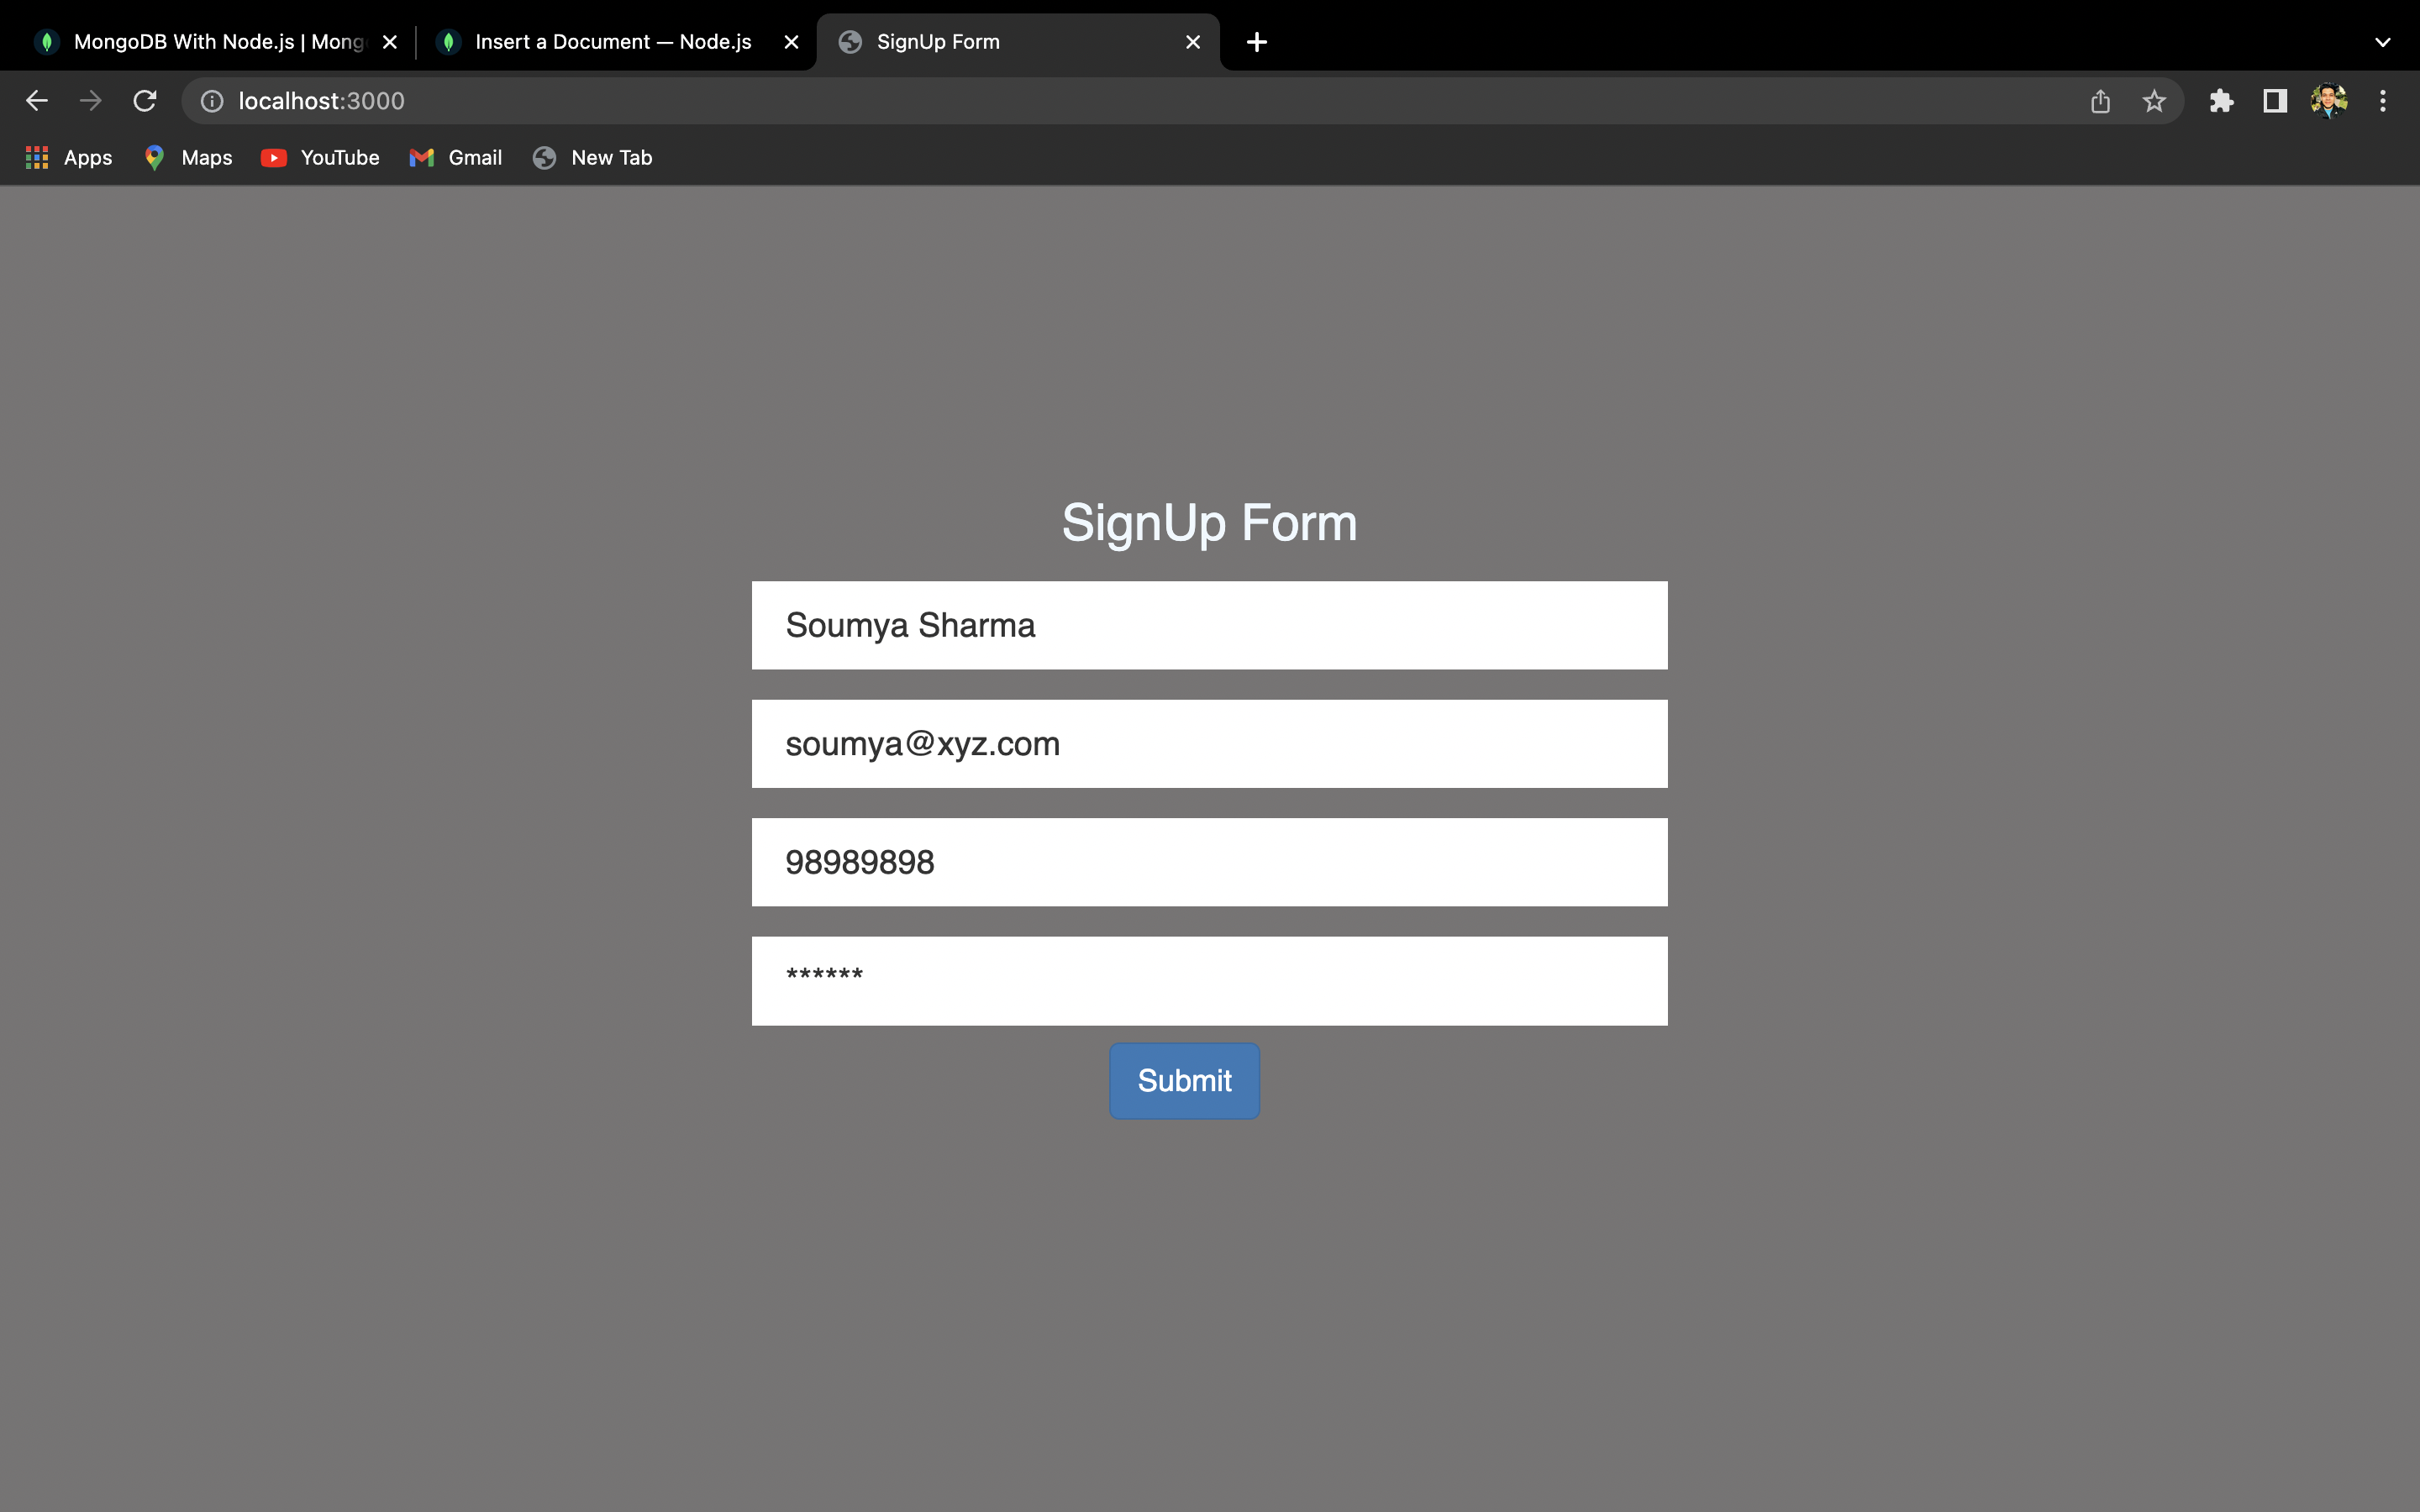 MongoDB With Node.js | Mong
Insert a Document — Node.js
SignUp Form
localhost:3000
Apps
Maps
YouTube
Gmail
New Tab
SignUp Form
Soumya Sharma
soumya@xyz.com
98989898
******
Submit